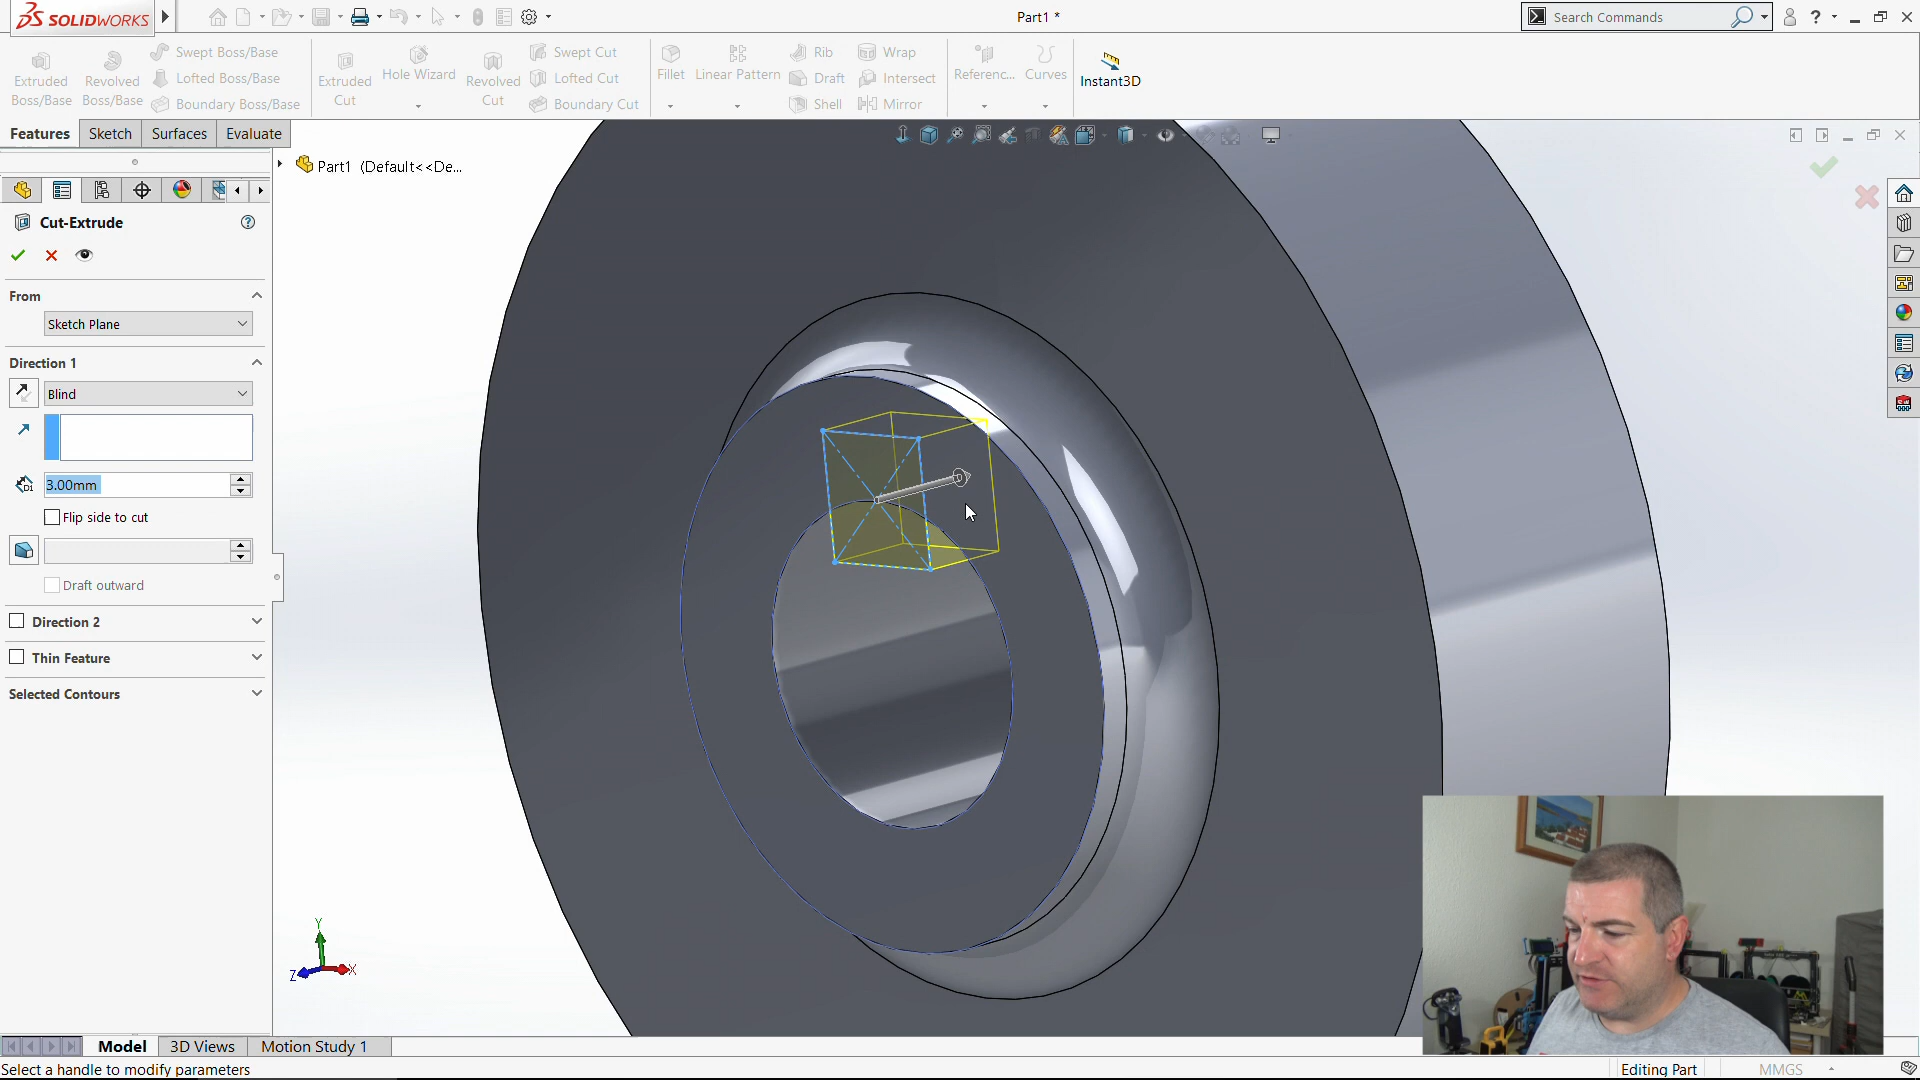 SOLIDWORKS
Part1 *
Search Commands
?
Extruded
Boss/Base
Revolved
Boss/Base
Swept Boss/Base
Lofted Boss/Base
Boundary Boss/Base
Extruded
Cut
Hole Wizard
Revolved
Cut
Swept Cut
Lofted Cut
Boundary Cut
Fillet
Linear Pattern
Rib
Draft
Shell
Wrap
Intersect
Mirror
Referenc...
Curves
Instant3D
Features
Sketch
Surfaces
Evaluate
Part1 (Default<<De...
Cut-Extrude
?
From
Sketch Plane
Direction 1
Blind
D1
3.00mm
Flip side to cut
Draft outward
Direction 2
Thin Feature
Selected Contours
Y
Z
X
Model
3D Views
Motion Study 1
Select a handle to modify parameters
Editing Part
MMGS